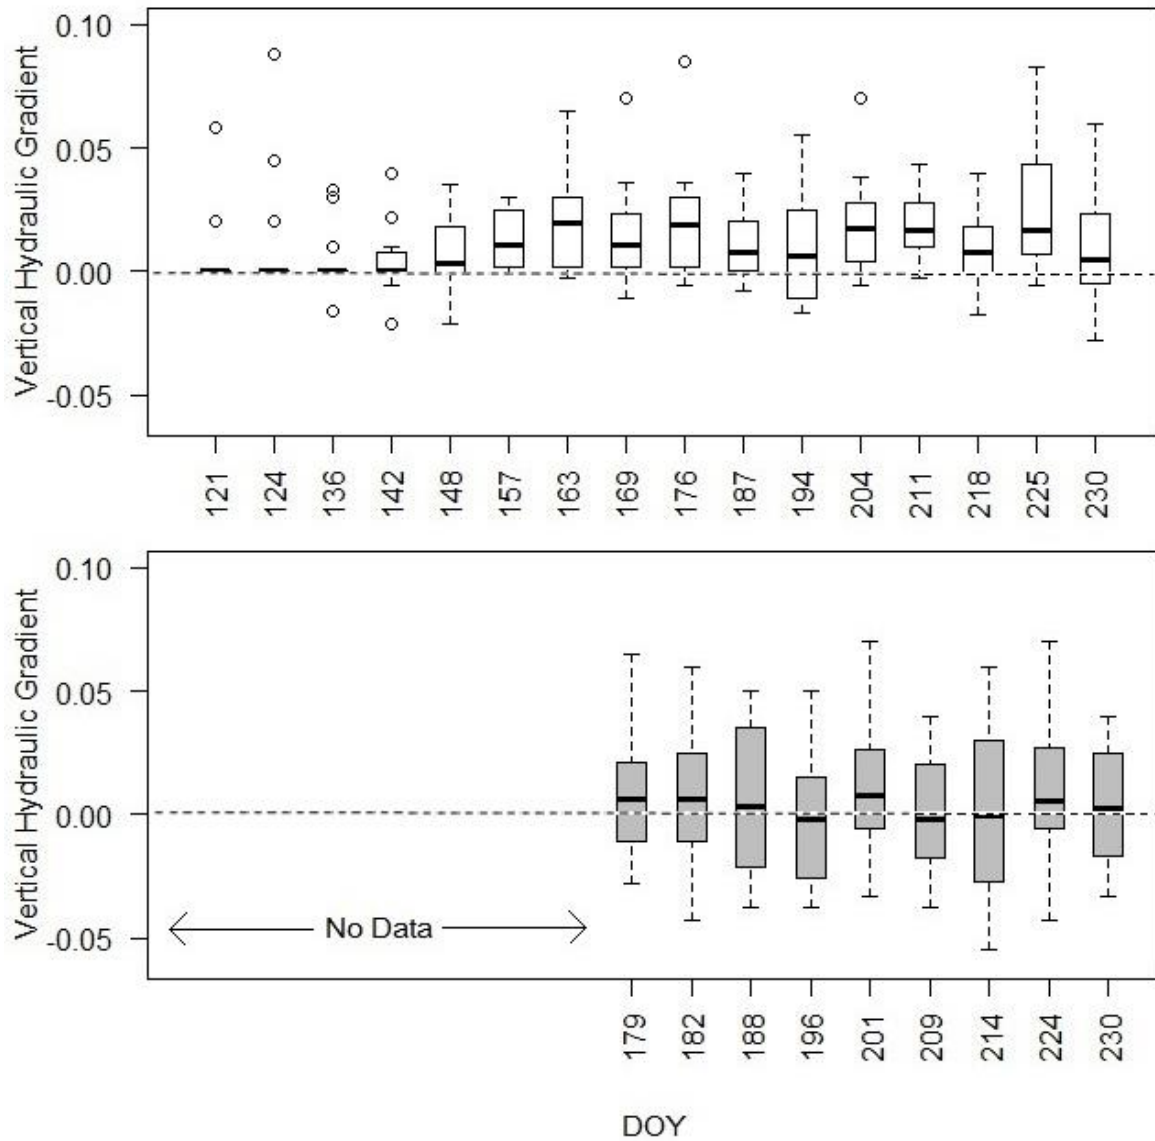 Vertical Hydraulic Gradient
0.10
0.05
0.00
-0.05
121 124 136 142 148 157 163 169 176 187 194 204 211 218 225 230
Vertical Hydraulic Gradient
0.10
0.05
0.00
-0.05
No Data
179 182 188 196 201 209 214 224 230
DOY